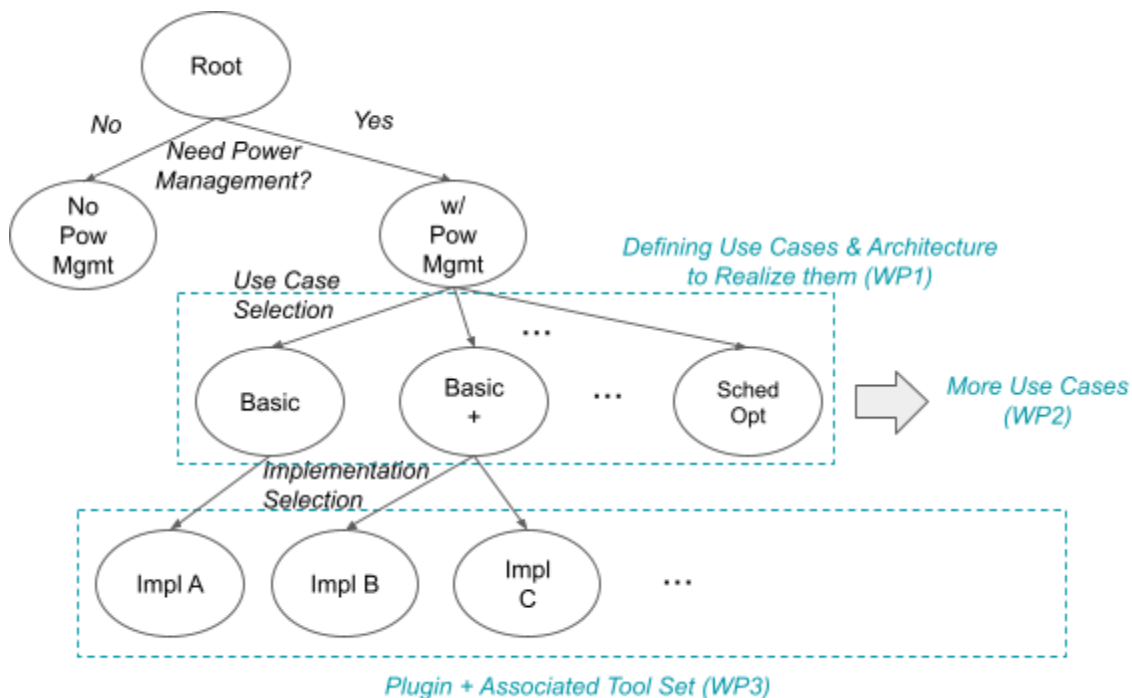 Root
No
Yes
Need Power
Management?
No
Pow
Mgmt
w/
Pow
Mgmt
Defining Use Cases & Architecture
to Realize them (WP1)
Use Case
Selection
...
Basic
Basic
+
...
Sched
Opt
More Use Cases
(WP2)
Implementation
Selection
Impl A
Impl B
Impl
C
...
Plugin + Associated Tool Set (WP3)